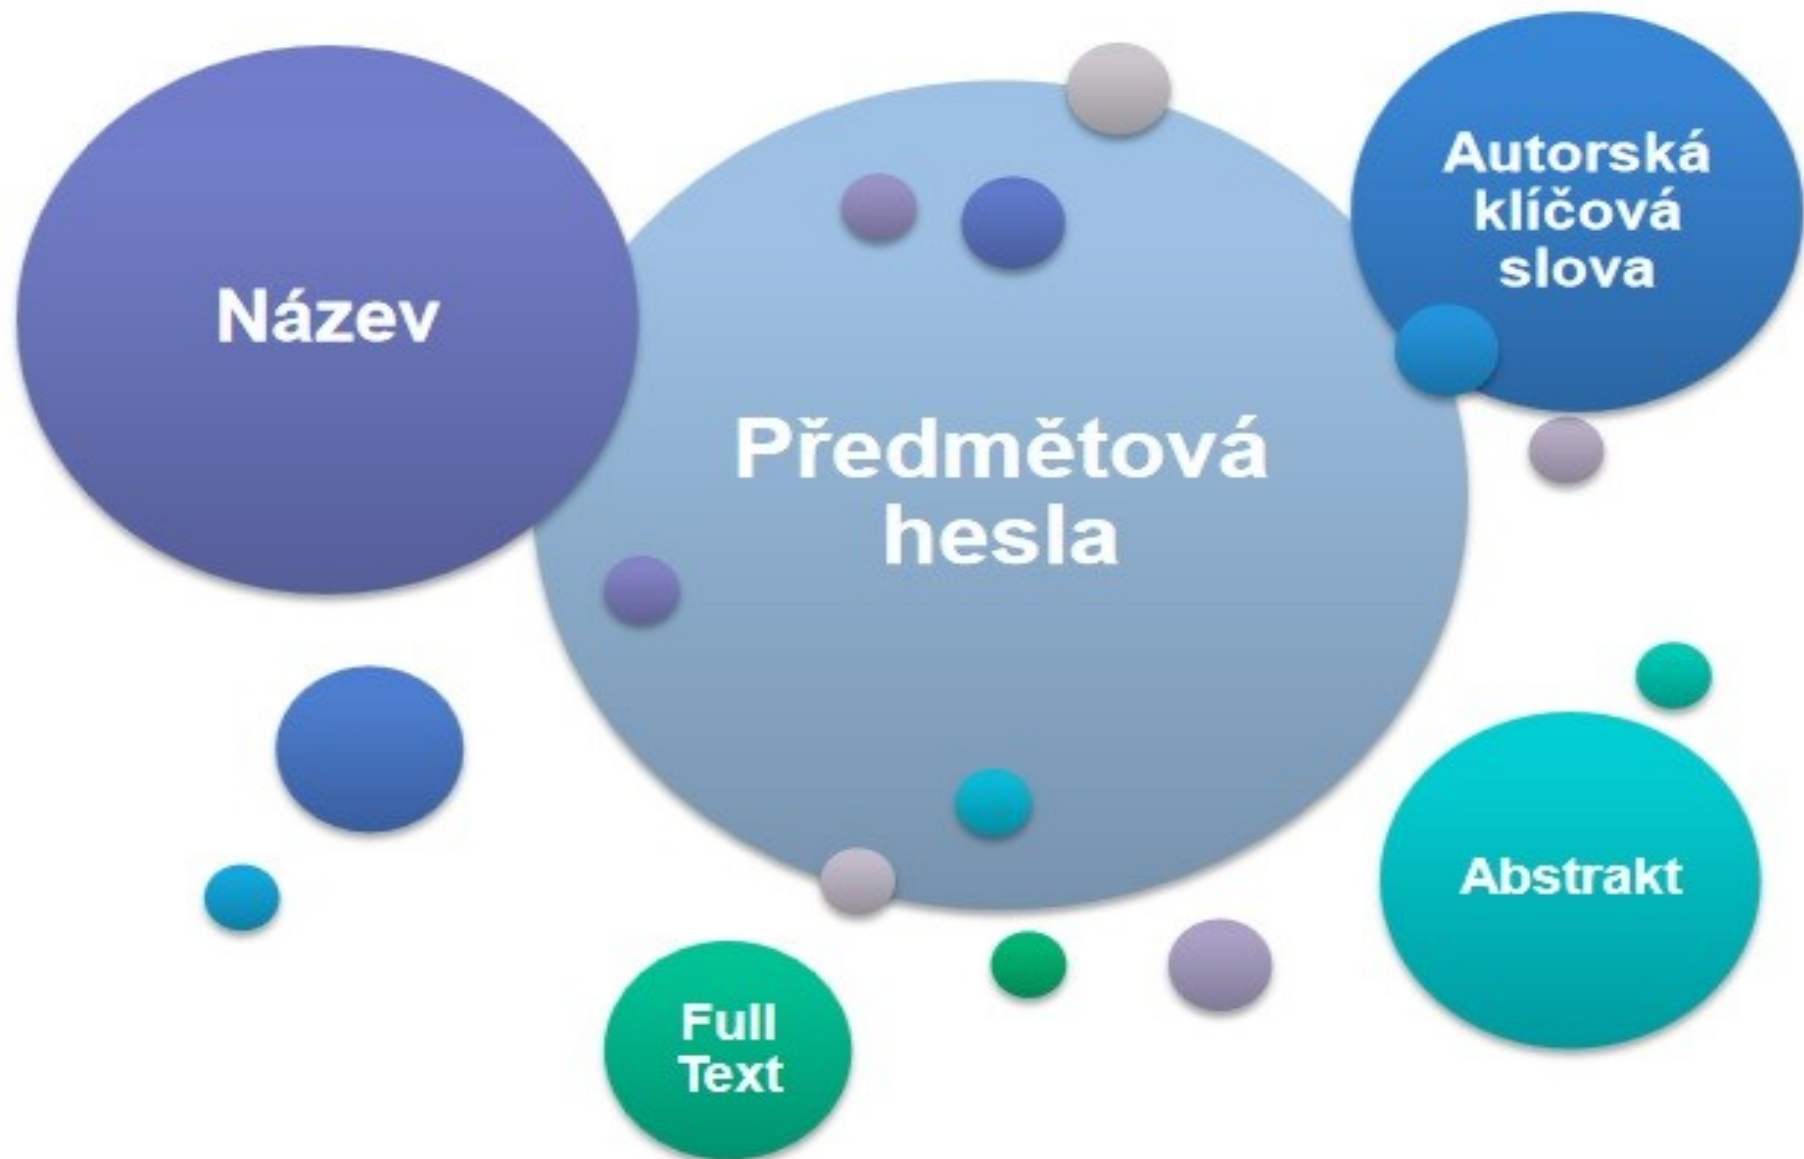 Název
Předmětová
hesla
Autorská
klíčová
slova
Abstrakt
Full
Text